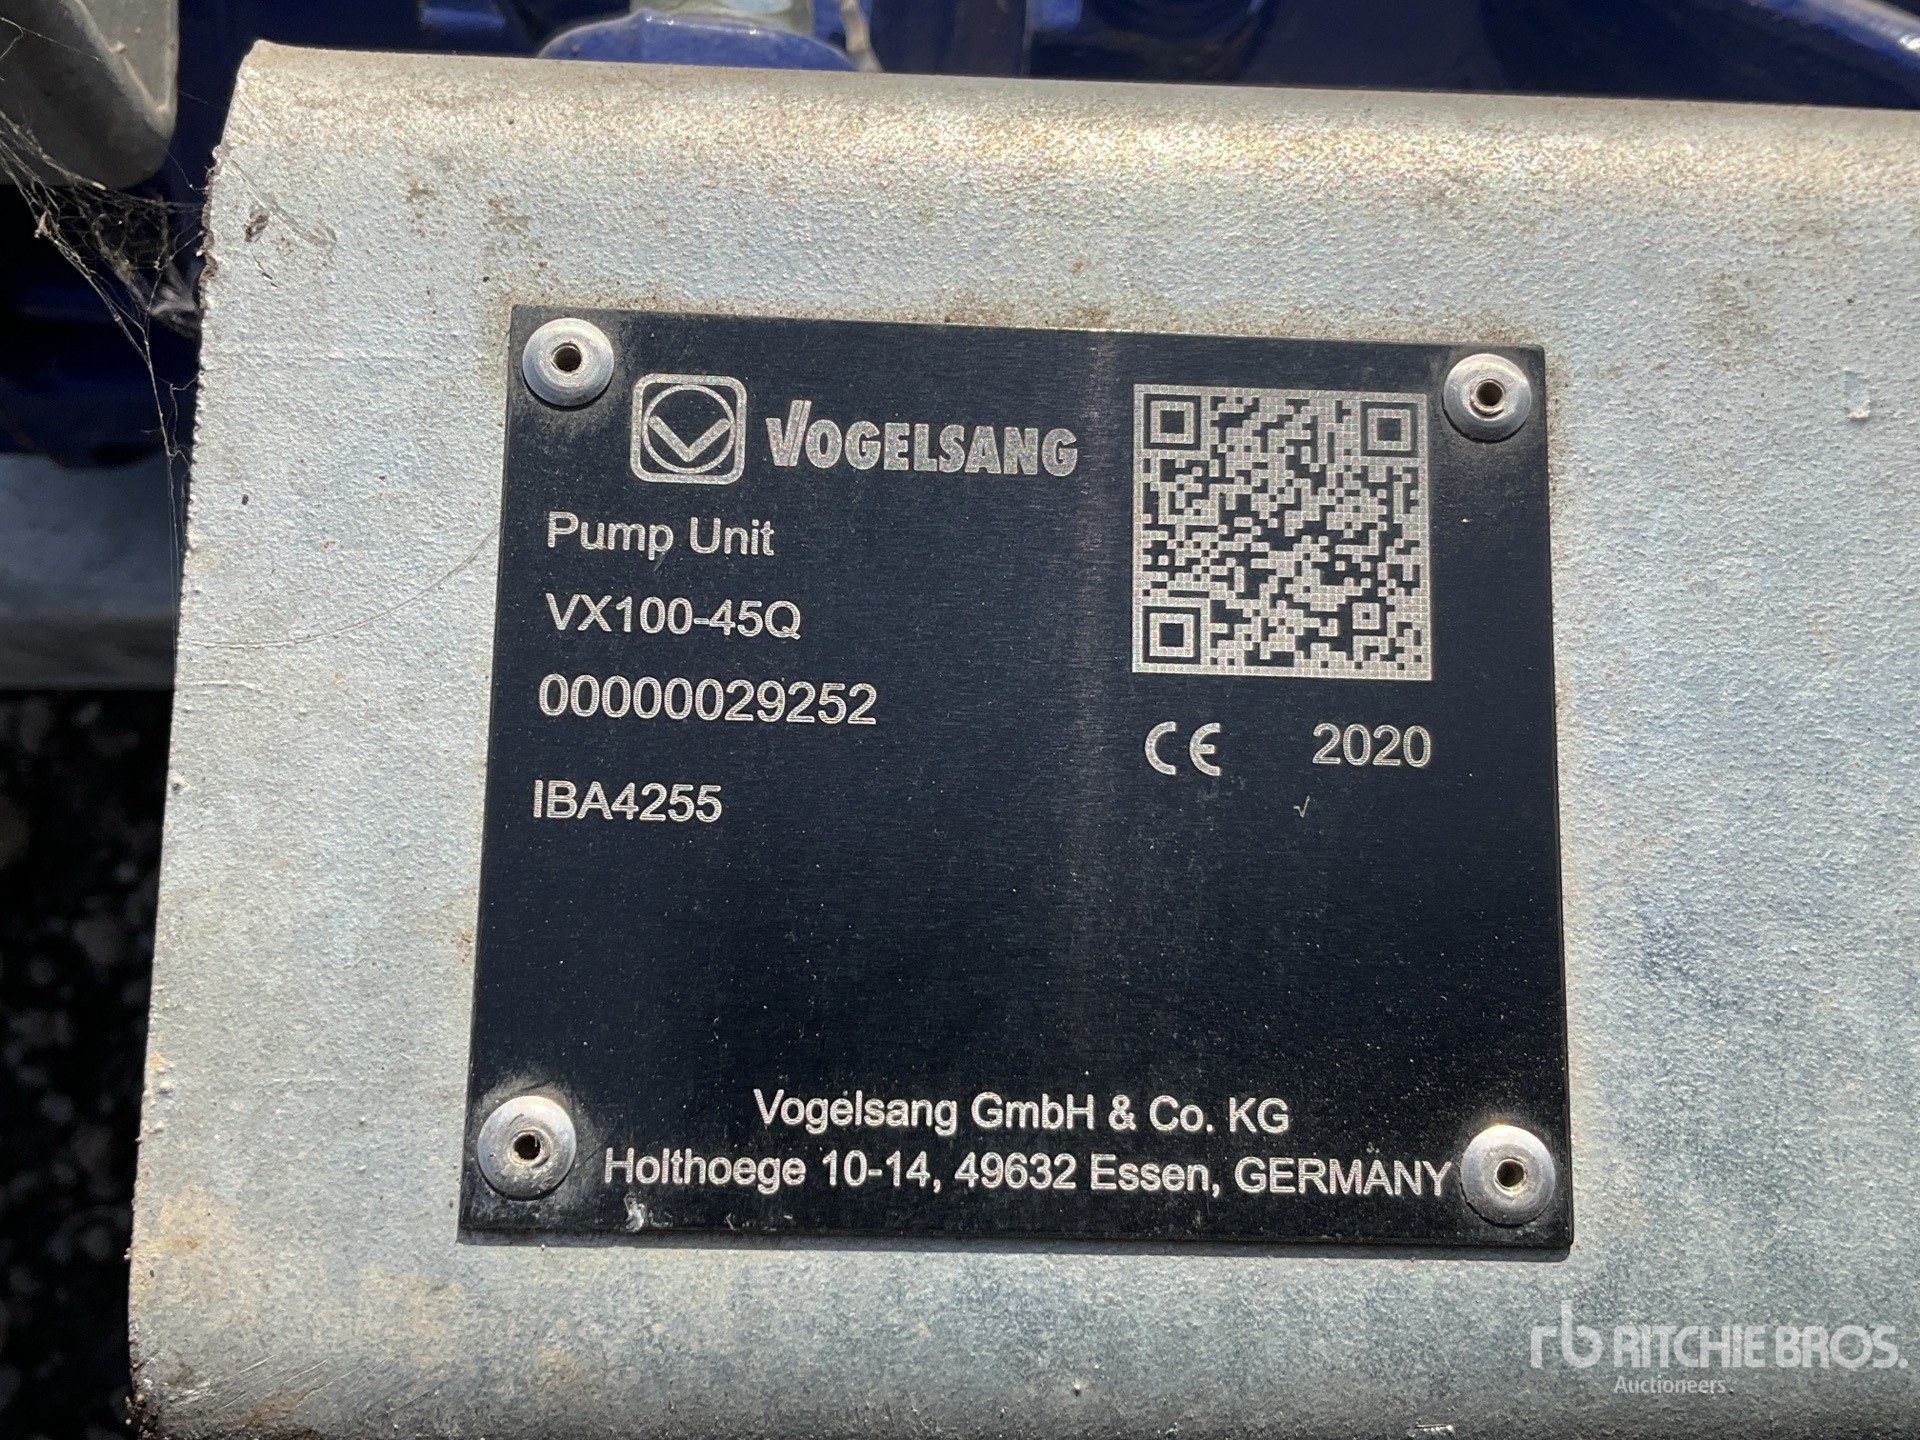 VOGELSANG
Pump Unit
VX100-45Q
00000029252
CE 2020
IBA4255
Vogelsang GmbH & Co. KG
Holthoege 10-14, 49632 Essen, GERMANY
rb RITCHIE BROS.
Auctioneers